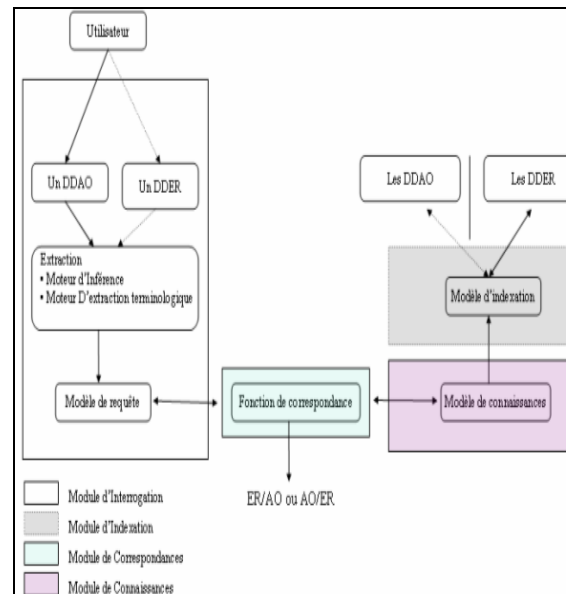 Utilisateur
Un DDAO
Un DDER
Les DDAO
Les DDER
Extraction
• Moteur d'Inférence
• Moteur D'extraction terminologique
Modèle d'indexation
Modèle de requête
Fonction de correspondance
Modèle de connaissances
ER/AO ou AO/ER
Module d'Interrogation
Module d'Indexation
Module de Correspondances
Module de Connaissances